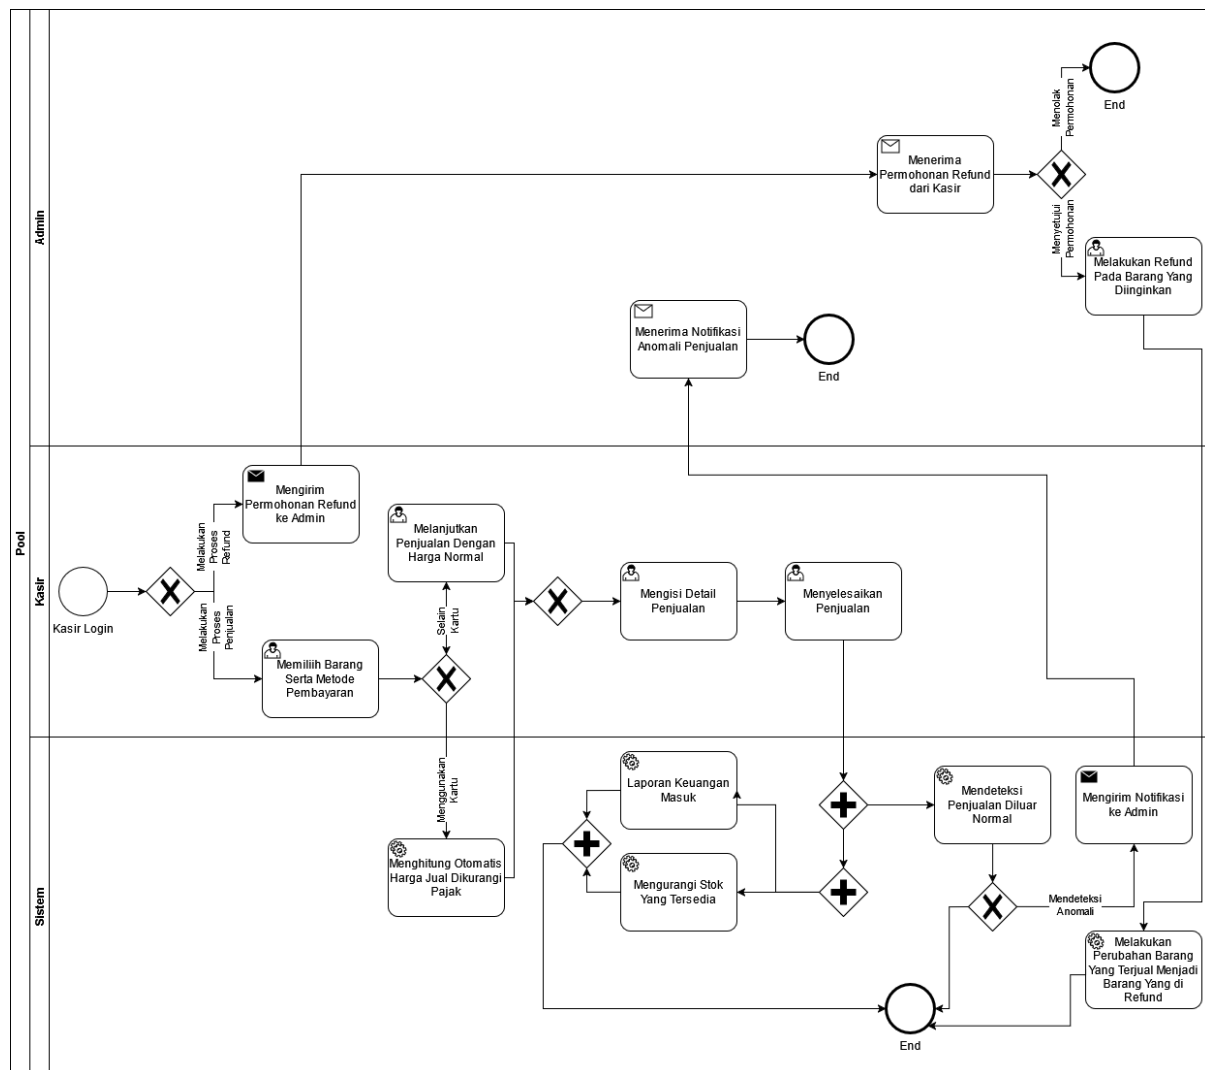 Pool
Admin
Menolak
Permohonan
End
Menerima
Permohonan Refund
dari Kasir
Menyetujui
Permohonan
Melakukan Refund
Pada Barang Yang
Diinginkan
Menerima Notifikasi
Anomali Penjualan
End
Kasir
Kasir Login
Melakukan
Proses
Refund
Melakukan
Proses
Penjualan
Mengirim
Permohonan Refund
ke Admin
Memiliih Barang
Serta Metode
Pembayaran
Melanjutkan
Penjualan Dengan
Harga Normal
Selain
Kartu
Mengisi Detail
Penjualan
Menyelesaikan
Penjualan
Sistem
Menggunakan
Kartu
Menghitung Otomatis
Harga Jual Dikurangi
Pajak
Laporan Keuangan
Masuk
Mengurangi Stok
Yang Tersedia
Mendeteksi
Penjualan Diluar
Normal
Mengirim Notifikasi
ke Admin
Mendeteksi
Anomali
Melakukan
Perubahan Barang
Yang Terjual Menjadi
Barang Yang di
Refund
End